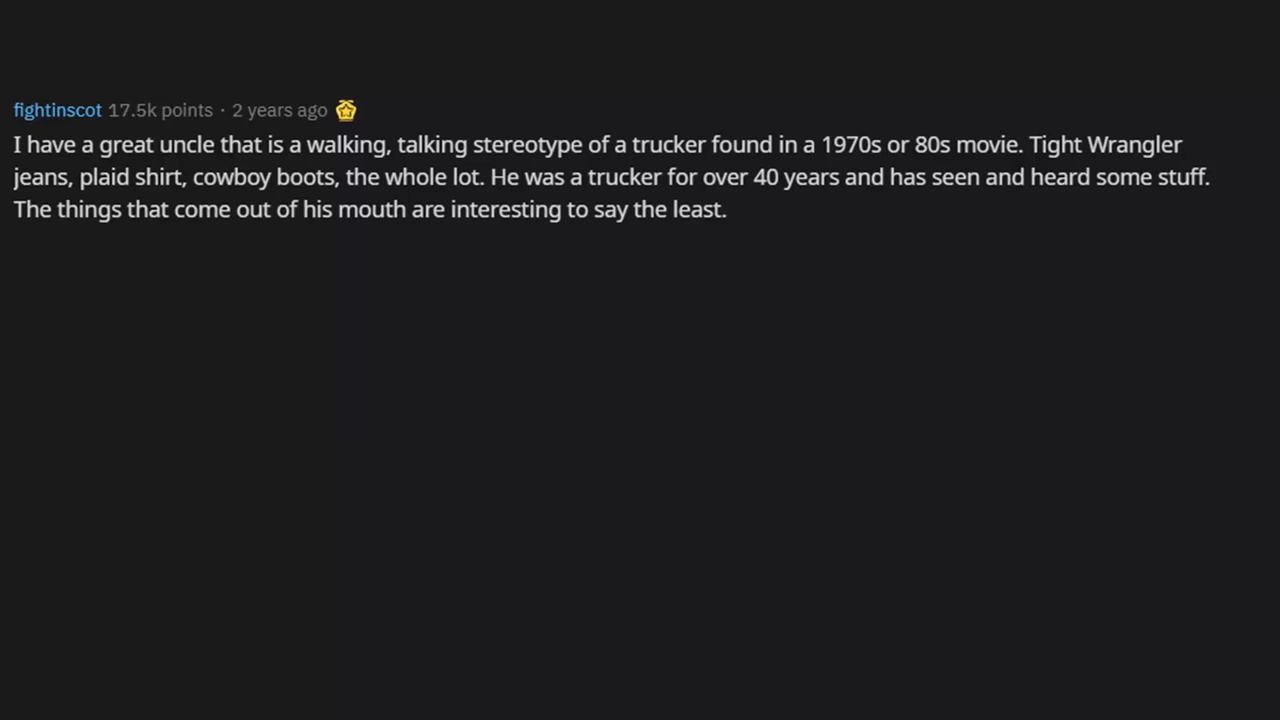 fightinscot 17.5k points · 2 years ago
I have a great uncle that is a walking, talking stereotype of a trucker found in a 1970s or 80s movie. Tight Wrangler
jeans, plaid shirt, cowboy boots, the whole lot. He was a trucker for over 40 years and has seen and heard some stuff.
The things that come out of his mouth are interesting to say the least.